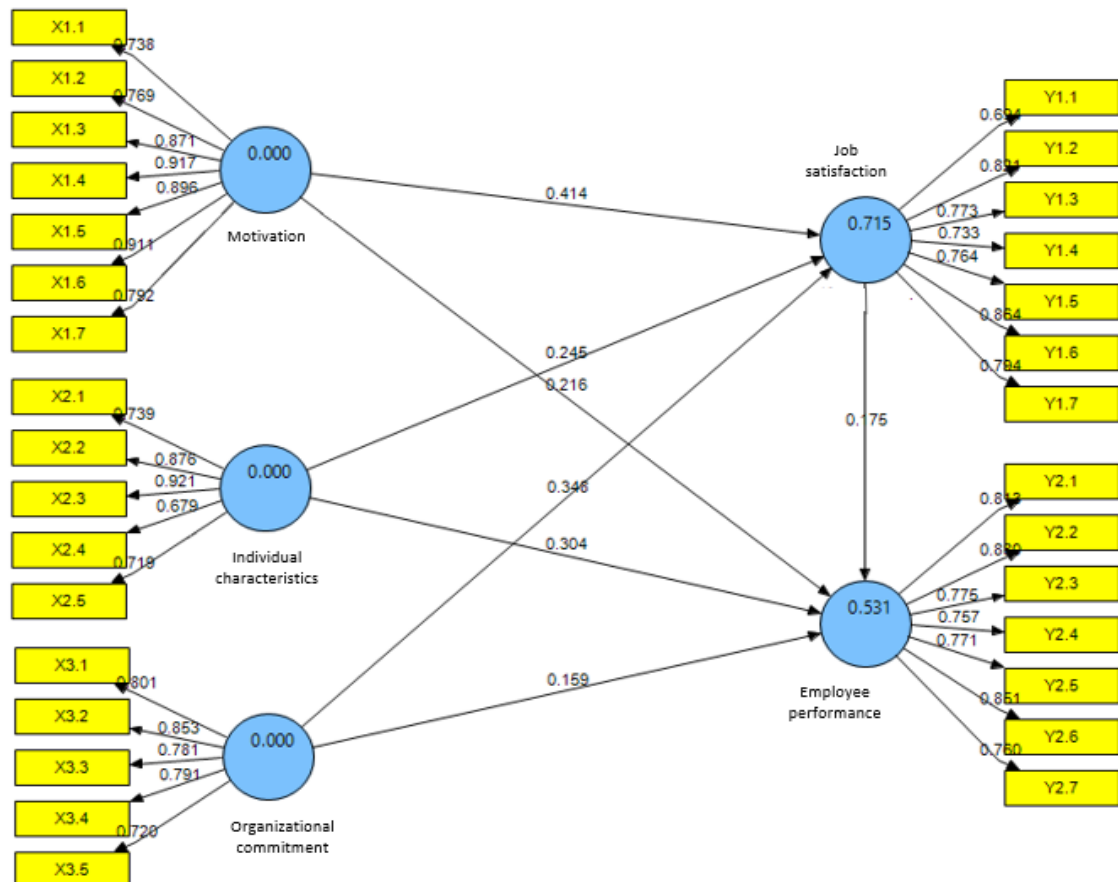 X1.1
X1.2
X1.3
X1.4
X1.5
X1.6
X1.7
0.738
0.769
0.871
0.917
0.896
0.911
0.792
0.000
Motivation
X2.1
X2.2
X2.3
X2.4
X2.5
0.739
0.876
0.921
0.679
0.719
0.000
Individual
characteristics
X3.1
X3.2
X3.3
X3.4
X3.5
0.801
0.853
0.781
0.791
0.720
0.000
Organizational
commitment
0.414
0.245
0.216
0.304
0.159
0.175
Job
satisfaction
0.715
0.694
0.773
0.733
0.764
0.794
Y1.1
Y1.2
Y1.3
Y1.4
Y1.5
Y1.6
Y1.7
0.531
Employee
performance
0.775
0.757
0.771
0.851
Y2.1
Y2.2
Y2.3
Y2.4
Y2.5
Y2.6
Y2.7